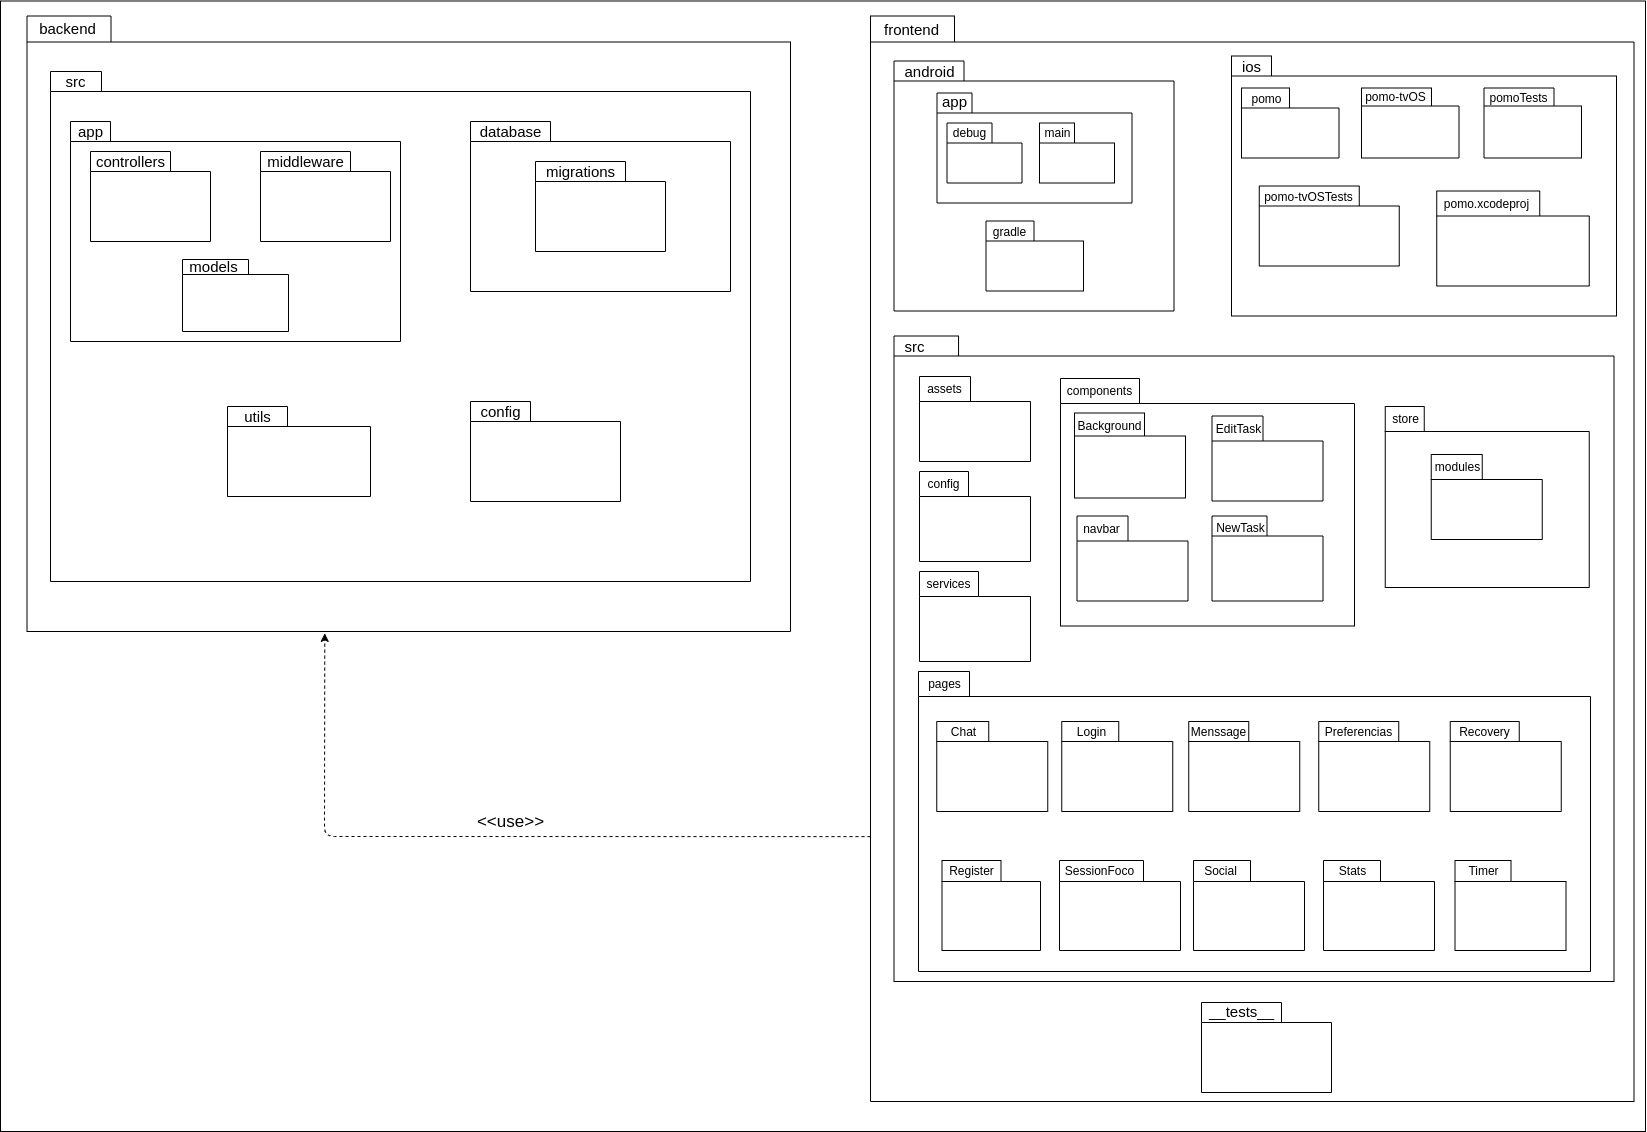 backend
src
app
controllers
middleware
models
database
migrations
utils
config
<<use>>
frontend
android
app
debug
main
gradle
ios
pomo
pomo-tvOS
pomoTests
pomo-tvOSTests
pomo.xcodeproj
src
assets
config
services
components
Background
EditTask
navbar
NewTask
store
modules
pages
Chat
Login
Menssage
Preferencias
Recovery
Register
SessionFoco
Social
Stats
Timer
__tests__